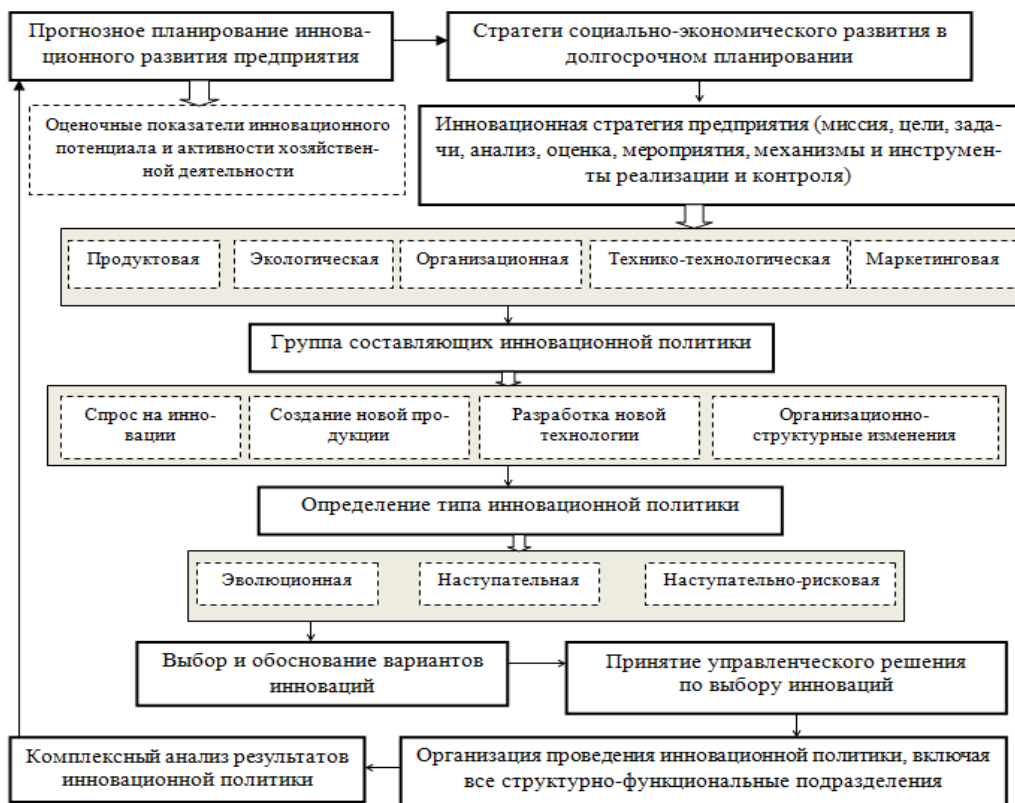 Прогнозное планирование иннова-
ционного развития предприятия
Стратеги социально-экономического развития в
долгосрочном планировании
Оценочные показатели инновационного
потенциала и активности хозяйствен-
ной деятельности
Инновационная стратегия предприятия (миссия, цели, зада-
чи, анализ, оценка, мероприятия, механизмы и инструмен-
ты реализации и контроля)
Продуктовая
Экологическая
Организационная
Технико-технологическая
Маркетинговая
Группа составляющих инновационной политики
Спрос на инно-
вации
Создание новой про-
дукции
Разработка новой
технологии
Организационно-
структурные изменения
Определение типа инновационной политики
Эволюционная
Наступательная
Наступательно-рисковая
Выбор и обоснование вариантов
инноваций
Принятие управленческого решения
по выбору инноваций
Комплексный анализ результатов
инновационной политики
Организация проведения инновационной политики, включая
все структурно-функциональные подразделения